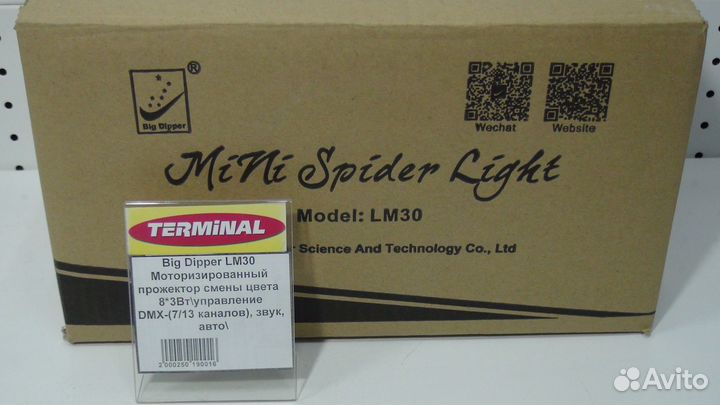 ®
Big Dipper
Wechat
Website
MiNi Spider Light
Model: LM30
Science And Technology Co., Ltd
TERMiNAL
Big Dipper LM30
Моторизированный
прожектор смены цвета
8*3Вт\управление
DMX-(7/13 каналов), звук,
авто\
2 000250 190016
Avito